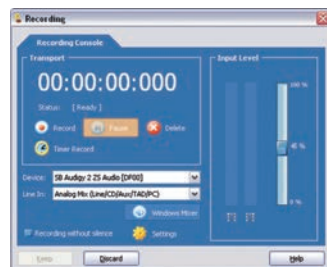 Recording
Recording Console
Transport
00:00:00:000
Status: [ Ready ]
Record Pause Delete
Timer Record
Device: SB Audigy 2 ZS Audio [DF00]
Line In: Analog Mix (Line/CD/Aux/TAD/PC)
Windows Mixer
Recording without silence Settings
Input Level
100 %
45 %
0 %
Keep Discard Help